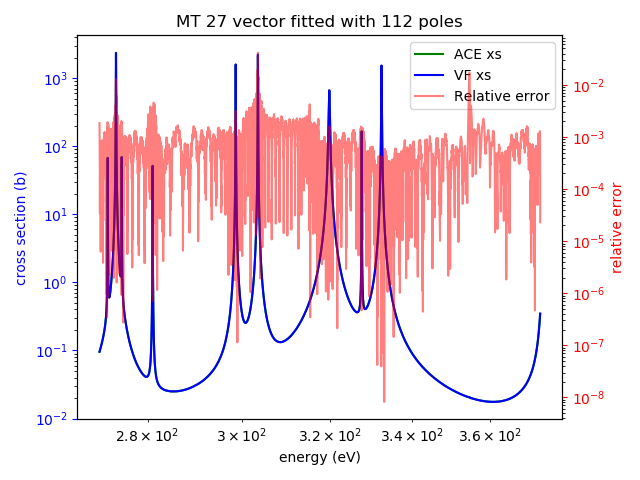 MT 27 vector fitted with 112 poles
ACE xs
VF xs
Relative error
cross section (b)
10³
10²
10¹
10⁰
10⁻¹
10⁻²
relative error
10⁻²
10⁻³
10⁻⁴
10⁻⁵
10⁻⁶
10⁻⁷
10⁻⁸
2.8 × 10² 3 × 10² 3.2 × 10² 3.4 × 10² 3.6 × 10²
energy (eV)